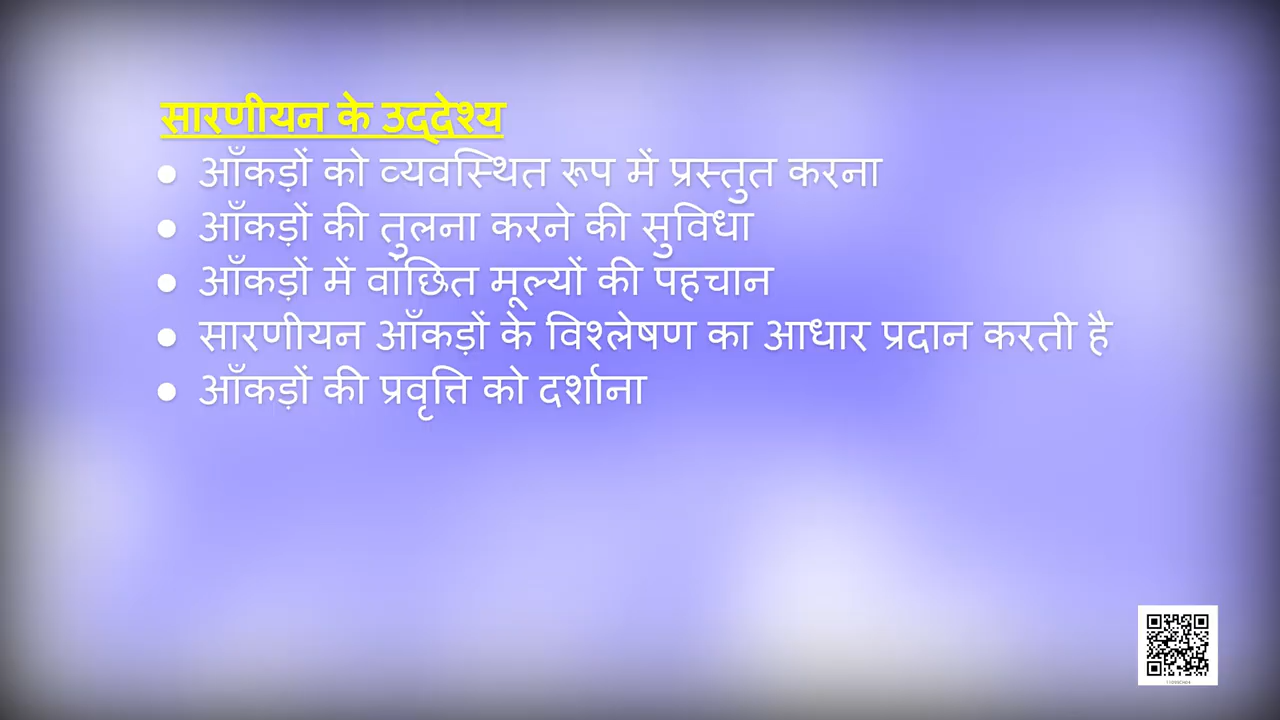 सारणीयन के उद्देश्य
● आँकड़ों को व्यवस्थित रूप में प्रस्तुत करना
● आँकड़ों की तुलना करने की सुविधा
● आँकड़ों में वांछित मूल्यों की पहचान
● सारणीयन आँकड़ों के विश्लेषण का आधार प्रदान करती है
● आँकड़ों की प्रवृत्ति को दर्शाना